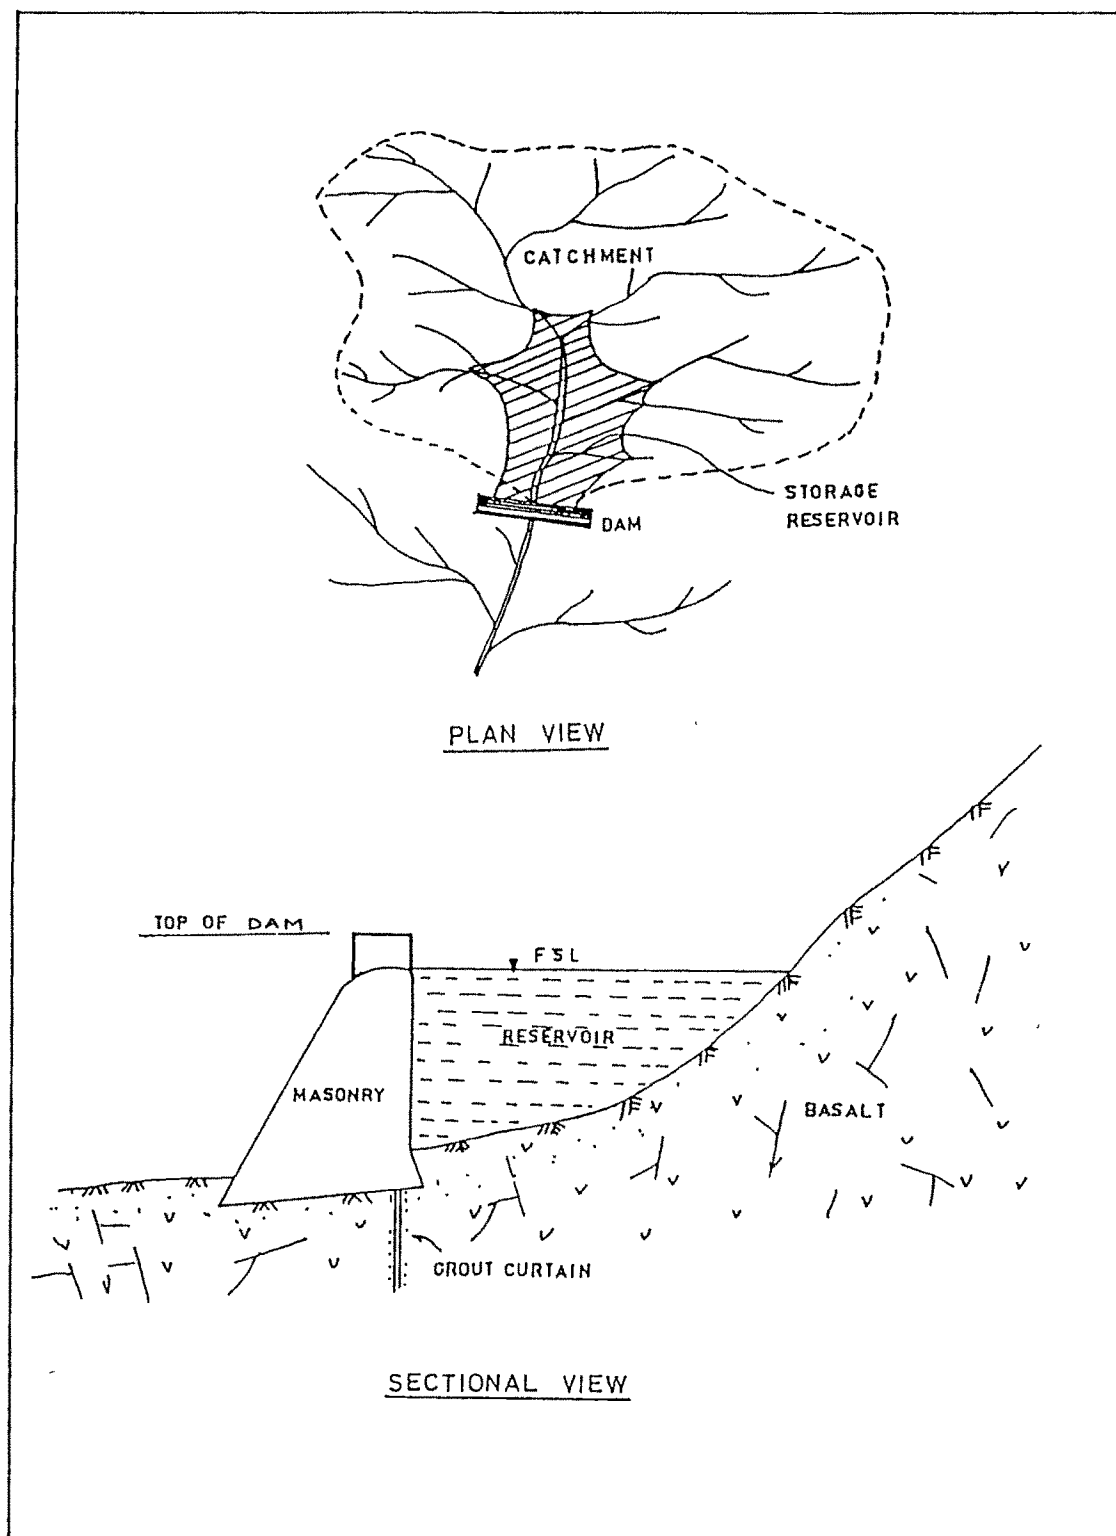 CATCHMENT
STORAGE
RESERVOIR
DAM
PLAN VIEW
TOP OF DAM
FSL
RESERVOIR
MASONRY
BASALT
GROUT CURTAIN
SECTIONAL VIEW